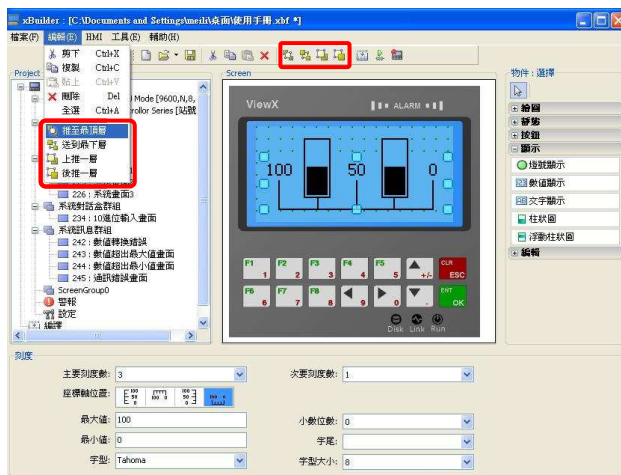 xBuilder : [C:\Documents and Settings\meili\桌面\使用手冊.xbf *]
檔案(F) 編輯(E) HMI 工具(E) 輔助(H)
剪下 Ctrl+X
複製 Ctrl+C
貼上 Ctrl+V
刪除 Del
全選 Ctrl+A
推至最頂層
送到最下層
上推一層
後推一層
Project
Mode [9600,N,8,
rollor Series [站號
226 : 系統畫面3
系統對話盒群組
234 : 10進位輸入畫面
系統訊息群組
242 : 數值轉換錯誤
243 : 數值超出最大值畫面
244 : 數值超出最小值畫面
245 : 通訊錯誤畫面
ScreenGroup0
警報
設定
編譯
Screen
ViewX
ALARM
100 50 0
F1 1 F2 2 F3 3 F4 4 F5 5 +/- CLR ESC
F6 6 F7 7 F8 8 9 0 . ENT OK
Disk Link Run
物件 : 選擇
繪圖
靜態
按鈕
顯示
燈號顯示
數值顯示
文字顯示
柱狀圖
浮動柱狀圖
編輯
刻度
主要刻度數: 3 次要刻度數: 1
座標軸位置:
最大值: 100 小數位數: 0
最小值: 0 字尾:
字型: Tahoma 字型大小: 8